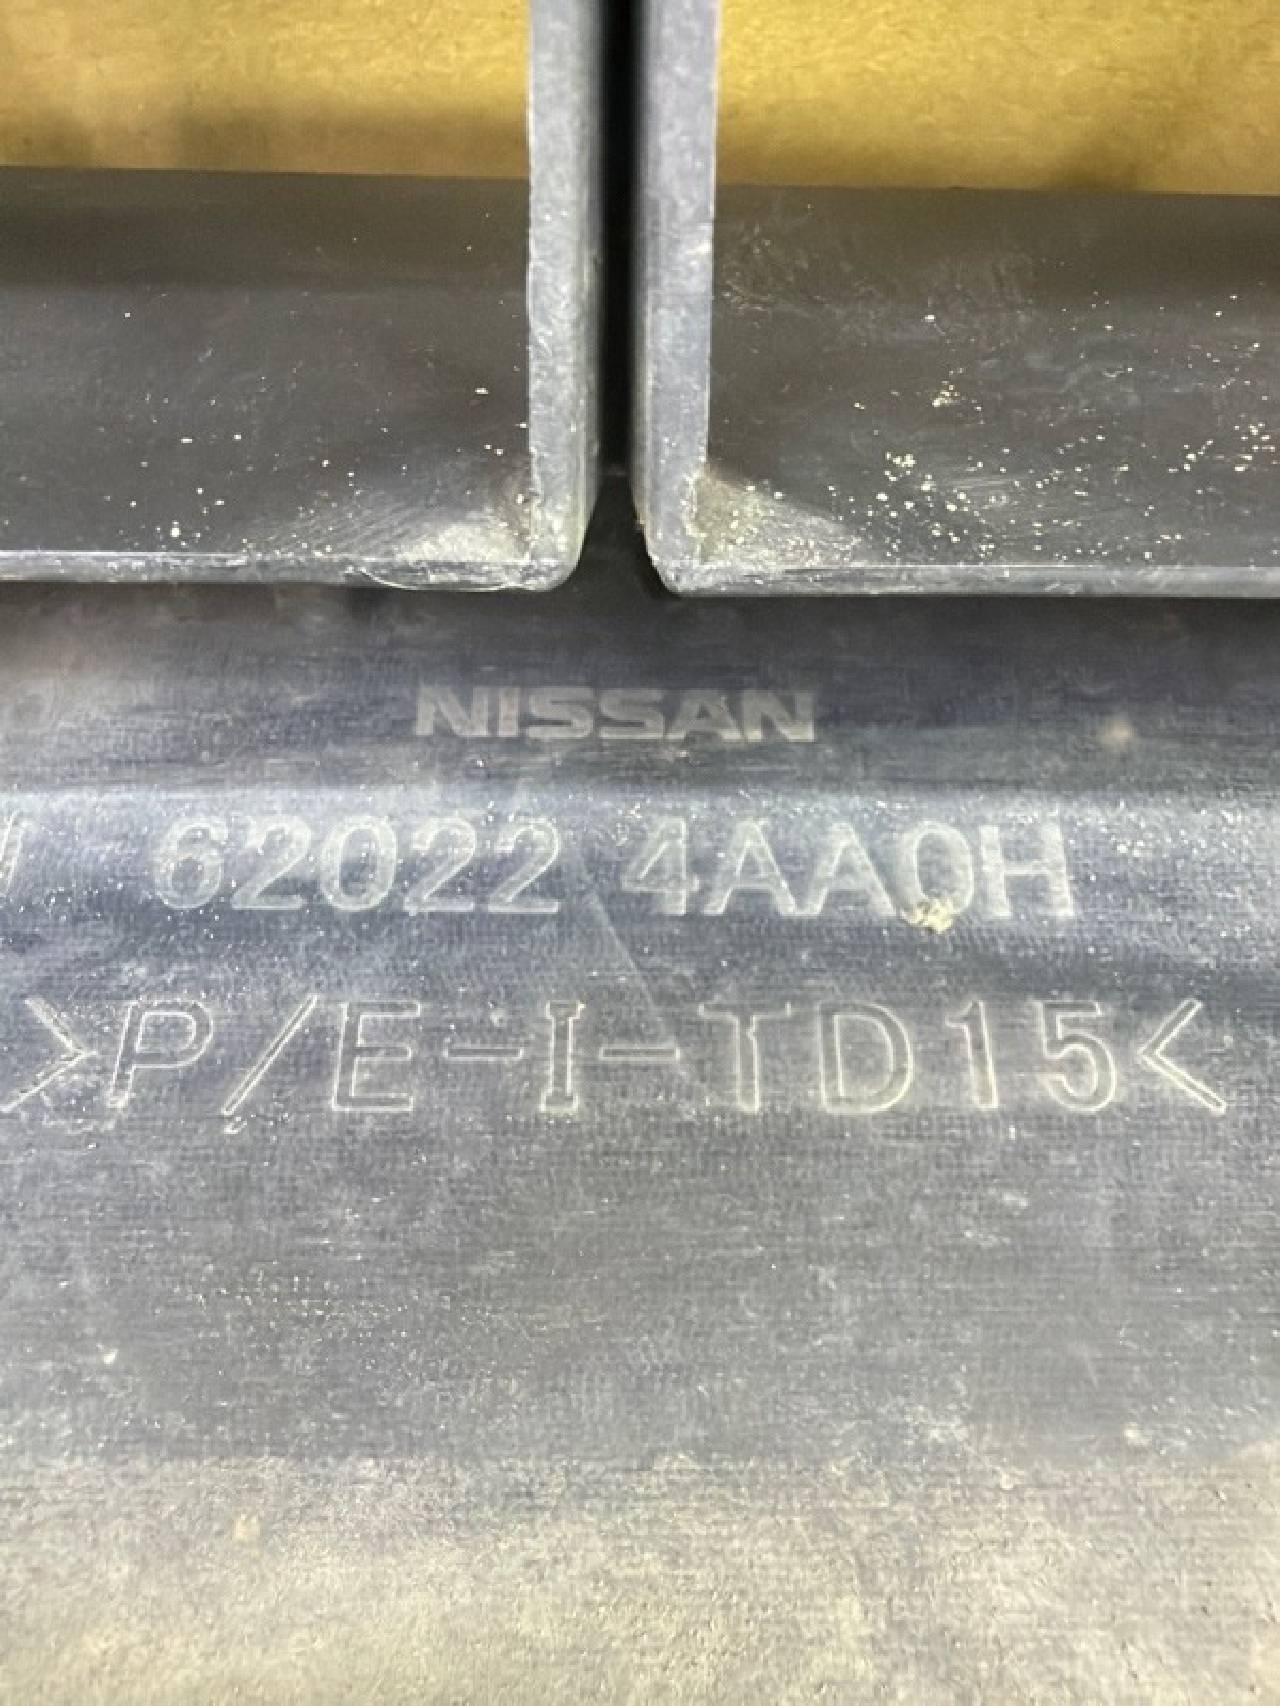 NISSAN
62022 4AA0H
>P/E-I-TD15<